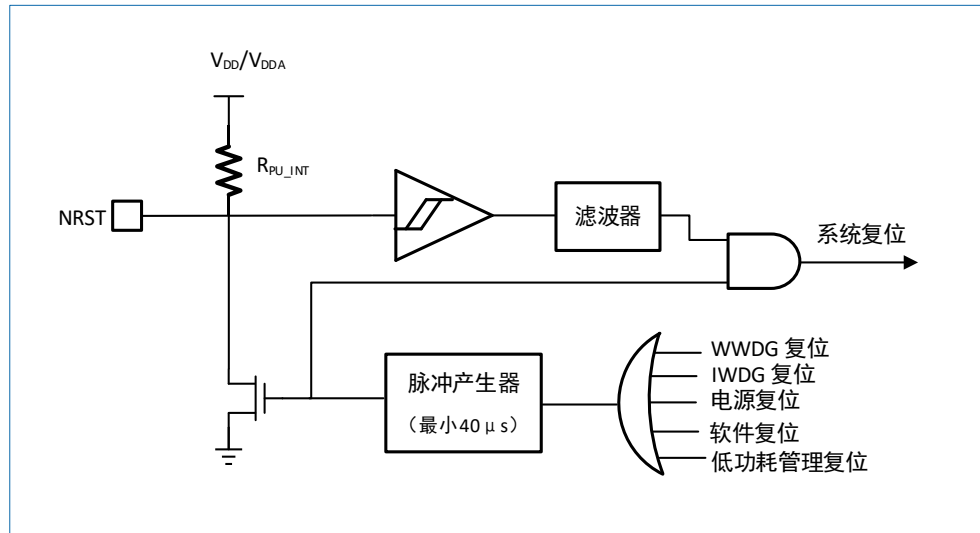 VDD/VDDA
RPU_INT
NRST
滤波器
系统复位
脉冲产生器
（最小40μs）
WWDG 复位
IWDG 复位
电源复位
软件复位
低功耗管理复位